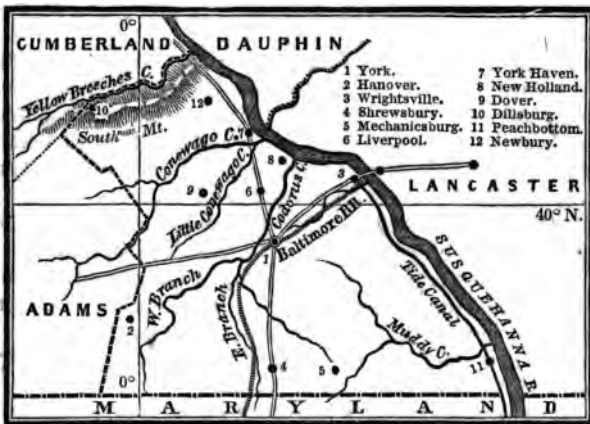 0°
CUMBERLAND
DAUPHIN
Yellow Breeches C.
1 York.
2 Hanover.
3 Wrightsville.
4 Shrewsbury.
5 Mechanicsburg.
6 Liverpool.
7 York Haven.
8 New Holland.
9 Dover.
10 Dillsburg.
11 Peachbottom.
12 Newbury.
10
12
South Mt.
Conewago C.
7
8
Little Conewago C.
Codorus C.
9
6
3
LANCASTER
40° N.
1
Baltimore RR.
SUSQUEHANNA R.
Tide Canal
W. Branch
E. Branch
ADAMS
2
Muddy C.
4
5
11
0°
MARYLAND